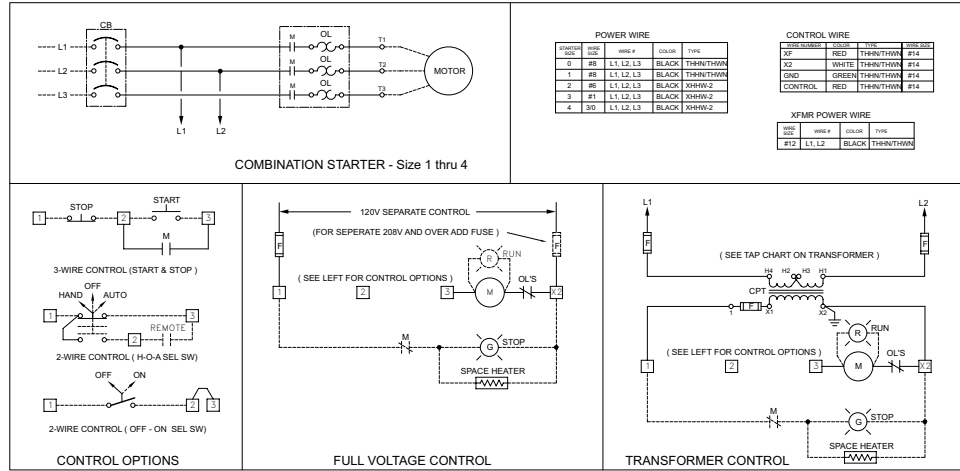 CB
L1
L2
L3
M
OL
M
OL
M
OL
T1
T2
T3
MOTOR
L1
L2
COMBINATION STARTER - Size 1 thru 4
POWER WIRE
STARTER SIZE WIRE SIZE WIRE # COLOR TYPE
0 #8 L1, L2, L3 BLACK THHN/THWN
1 #8 L1, L2, L3 BLACK THHN/THWN
2 #6 L1, L2, L3 BLACK XHHW-2
3 #1 L1, L2, L3 BLACK XHHW-2
4 3/0 L1, L2, L3 BLACK XHHW-2
CONTROL WIRE
WIRE NUMBER COLOR TYPE WIRE SIZE
XF RED THHN/THWN #14
X2 WHITE THHN/THWN #14
GND GREEN THHN/THWN #14
CONTROL RED THHN/THWN #14
XFMR POWER WIRE
WIRE SIZE WIRE # COLOR TYPE
#12 L1, L2 BLACK THHN/THWN
STOP
START
1
2
3
M
3-WIRE CONTROL (START & STOP )
OFF
HAND
AUTO
1
3
REMOTE
2
2-WIRE CONTROL ( H-O-A SEL SW)
OFF
ON
1
2
3
2-WIRE CONTROL ( OFF - ON SEL SW)
CONTROL OPTIONS
120V SEPARATE CONTROL
(FOR SEPERATE 208V AND OVER ADD FUSE )
F
F
R
RUN
( SEE LEFT FOR CONTROL OPTIONS )
OL'S
1
2
3
M
X2
M
G
STOP
SPACE HEATER
FULL VOLTAGE CONTROL
L1
L2
F
F
( SEE TAP CHART ON TRANSFORMER )
H4
H2
H3
H1
CPT
F
1
X1
X2
R
RUN
( SEE LEFT FOR CONTROL OPTIONS )
OL'S
1
2
3
M
X2
M
G
STOP
SPACE HEATER
TRANSFORMER CONTROL